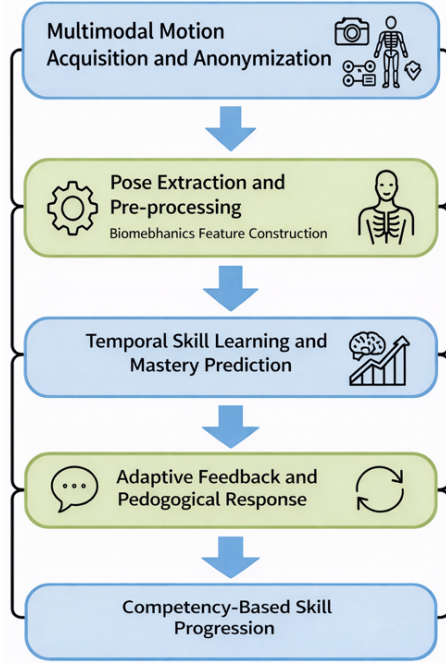 Multimodal Motion
Acquisition and Anonymization
Pose Extraction and
Pre-processing
Biomebhanics Feature Construction
Temporal Skill Learning and
Mastery Prediction
Adaptive Feedback and
Pedogogical Response
Competency-Based Skill
Progression